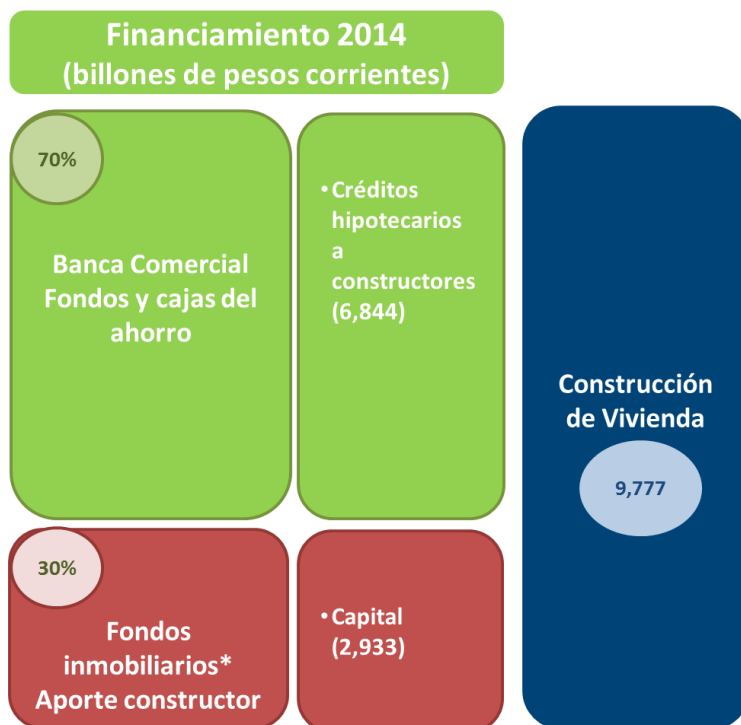 Financiamiento 2014
(billones de pesos corrientes)
70%
Banca Comercial
Fondos y cajas del
ahorro
• Créditos
hipotecarios
a
constructores
(6,844)
Construcción
de Vivienda
9,777
30%
Fondos
inmobiliarios*
Aporte constructor
• Capital
(2,933)